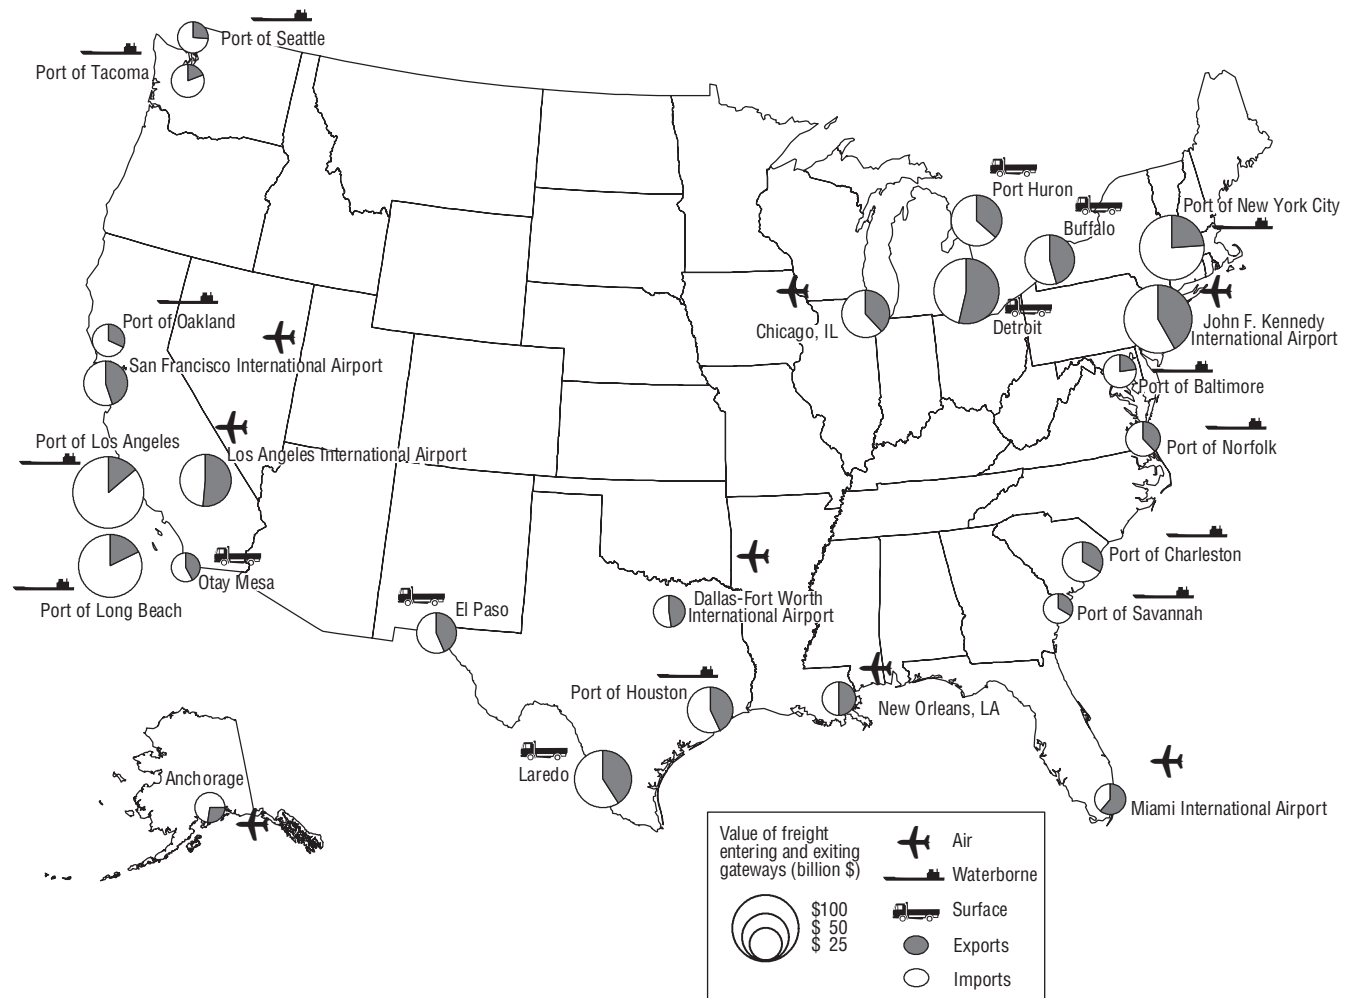 Port of Seattle
Port of Tacoma
Port Huron
Port of New York City
Buffalo
Port of Oakland
Chicago, IL
Detroit
John F. Kennedy
International Airport
San Francisco International Airport
Port of Baltimore
Port of Los Angeles
Los Angeles International Airport
Port of Norfolk
Port of Charleston
Otay Mesa
Port of Long Beach
El Paso
Dallas-Fort Worth
International Airport
Port of Savannah
Port of Houston
New Orleans, LA
Laredo
Anchorage
Miami International Airport
Value of freight
entering and exiting
gateways (billion $)
$100
$ 50
$ 25
Air
Waterborne
Surface
Exports
Imports